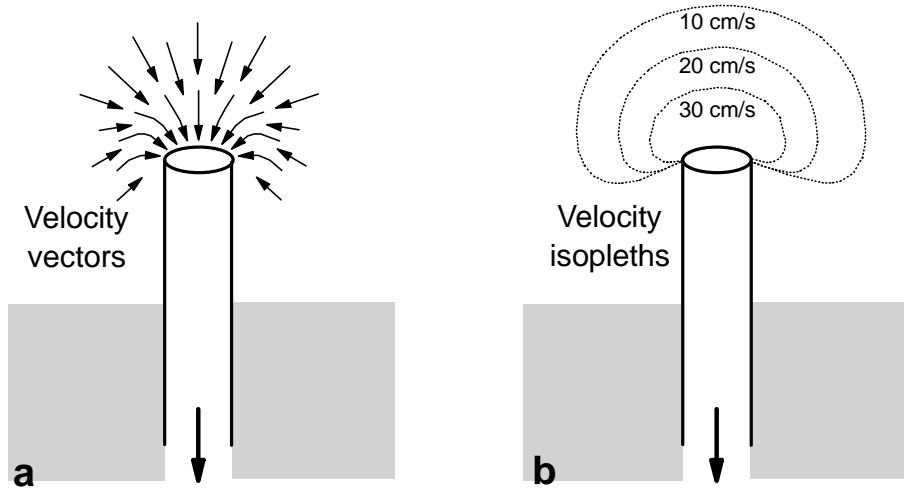 Velocity
vectors
a
10 cm/s
20 cm/s
30 cm/s
Velocity
isopleths
b